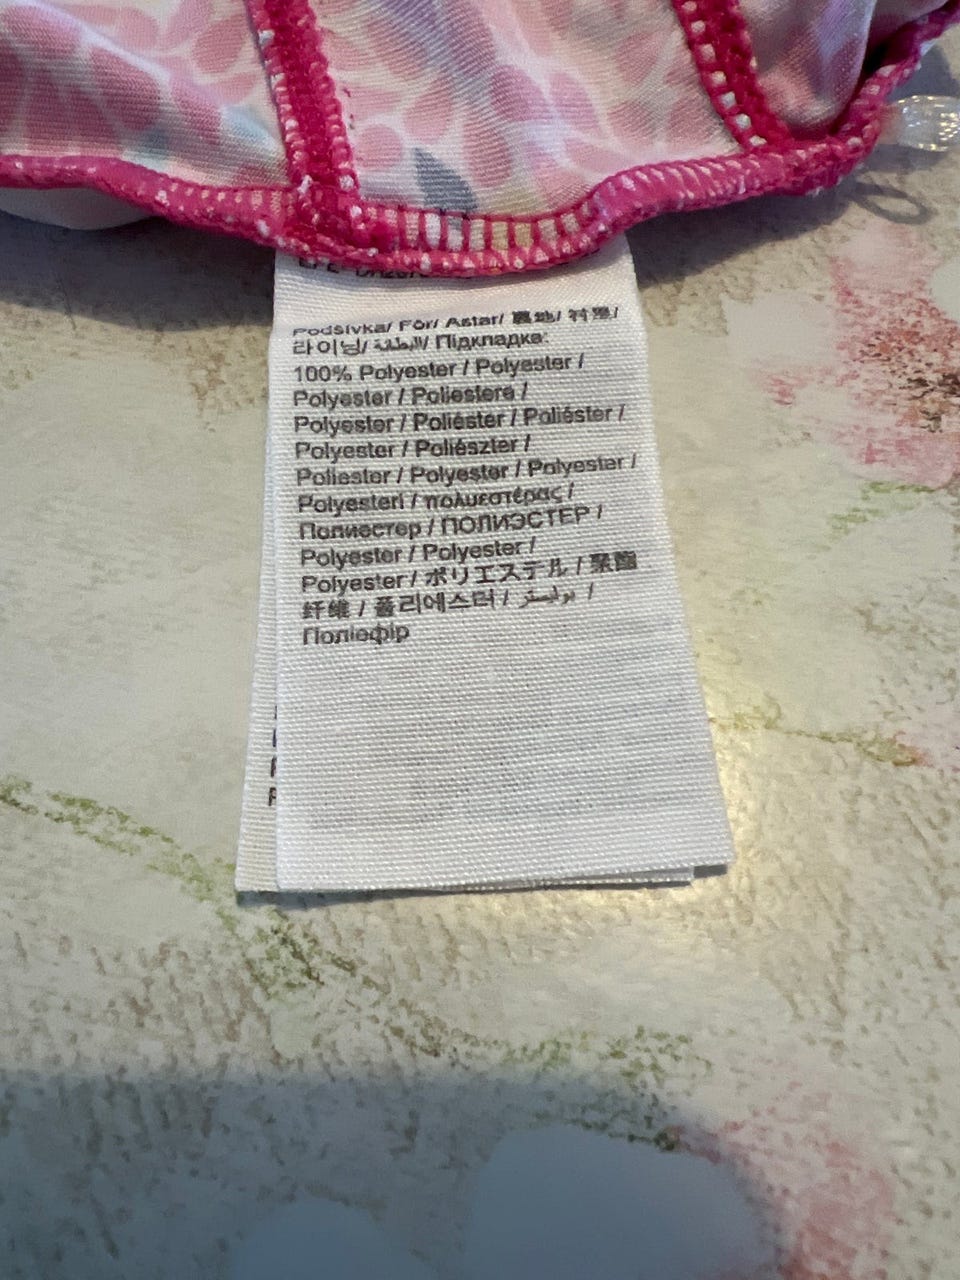 Podšívka/ Fôr/ Astar/ 裏地/ 衬里/
라이닝/ البطانة/ Підкладка:
100% Polyester / Polyester /
Polyester / Poliestere /
Polyester / Poliéster / Poliéster /
Polyester / Poliészter /
Poliester / Polyester / Polyester /
Polyesteri / πολυεστέρας /
Полиестер / ПОЛИЭСТЕР /
Polyester / Polyester /
Polyester / ポリエステル / 聚酯
纤维 / 폴리에스터 / بوليستر /
Поліефір